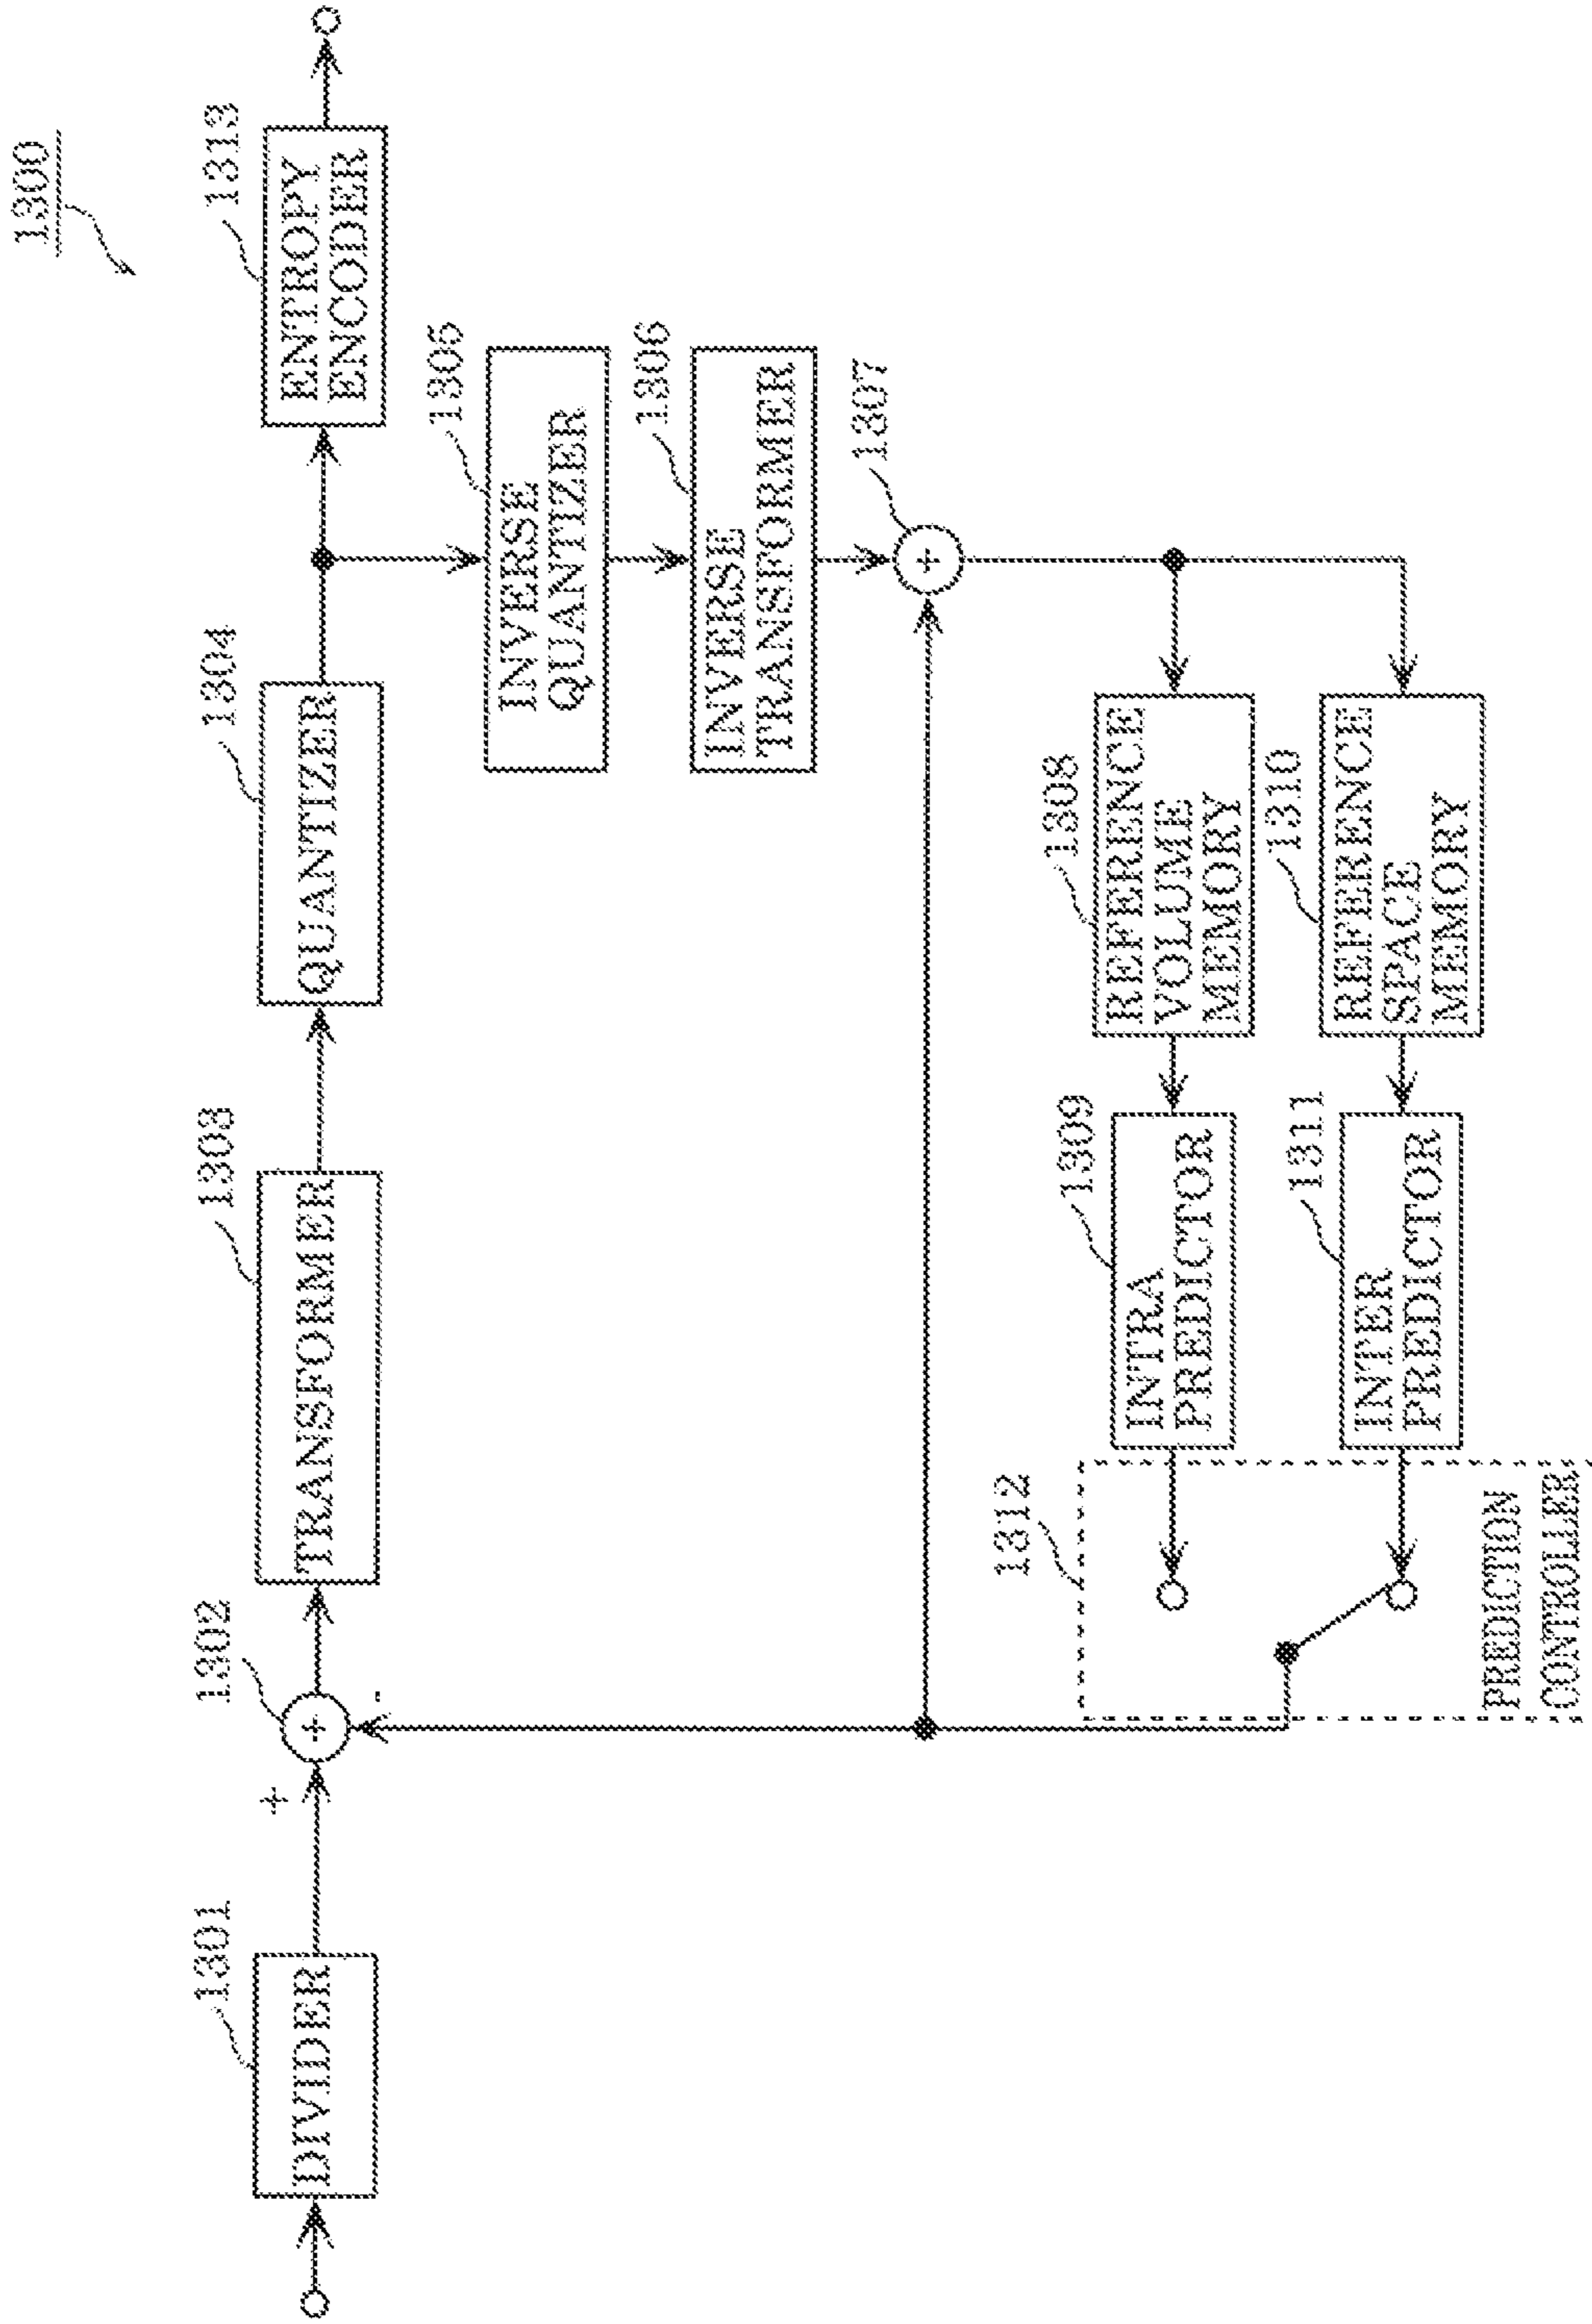 1300
1301
DIVIDER
+
1302
+
-
1303
TRANSFORMER
1304
QUANTIZER
1313
ENTROPY
ENCODER
1305
INVERSE
QUANTIZER
1306
INVERSE
TRANSFORMER
1307
+
1312
PREDICTION
CONTROLLER
1309
INTRA
PREDICTOR
1308
REFERENCE
VOLUME
MEMORY
1311
INTER
PREDICTOR
1310
REFERENCE
SPACE
MEMORY